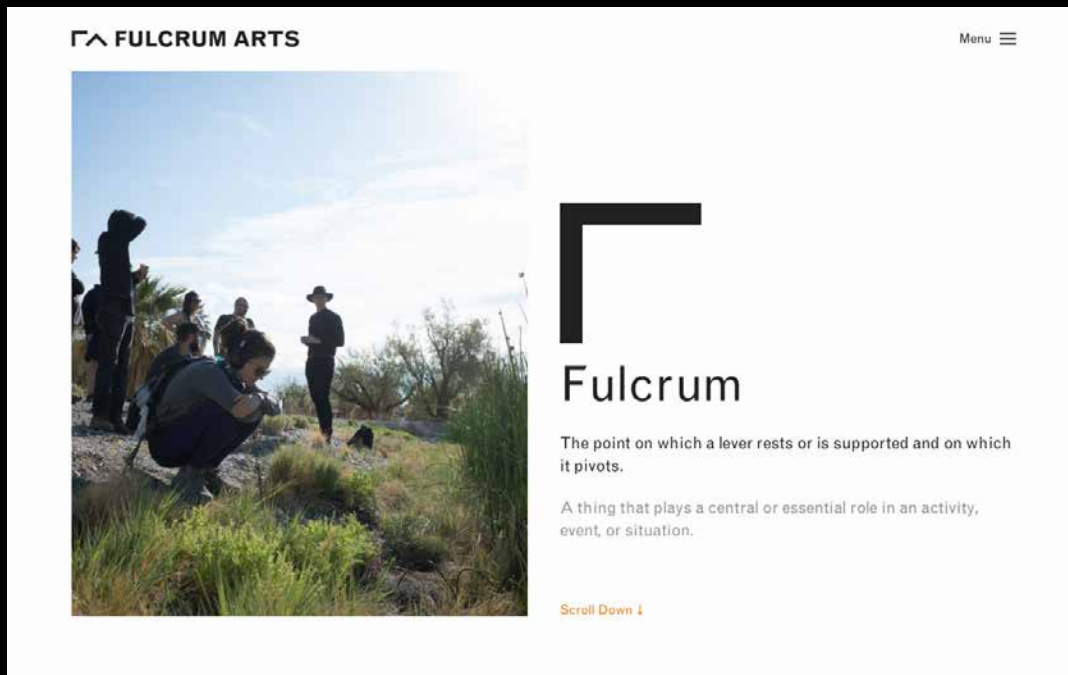 FULCRUM ARTS
Menu
Fulcrum
The point on which a lever rests or is supported and on which
it pivots.
A thing that plays a central or essential role in an activity,
event, or situation.
Scroll Down ↓